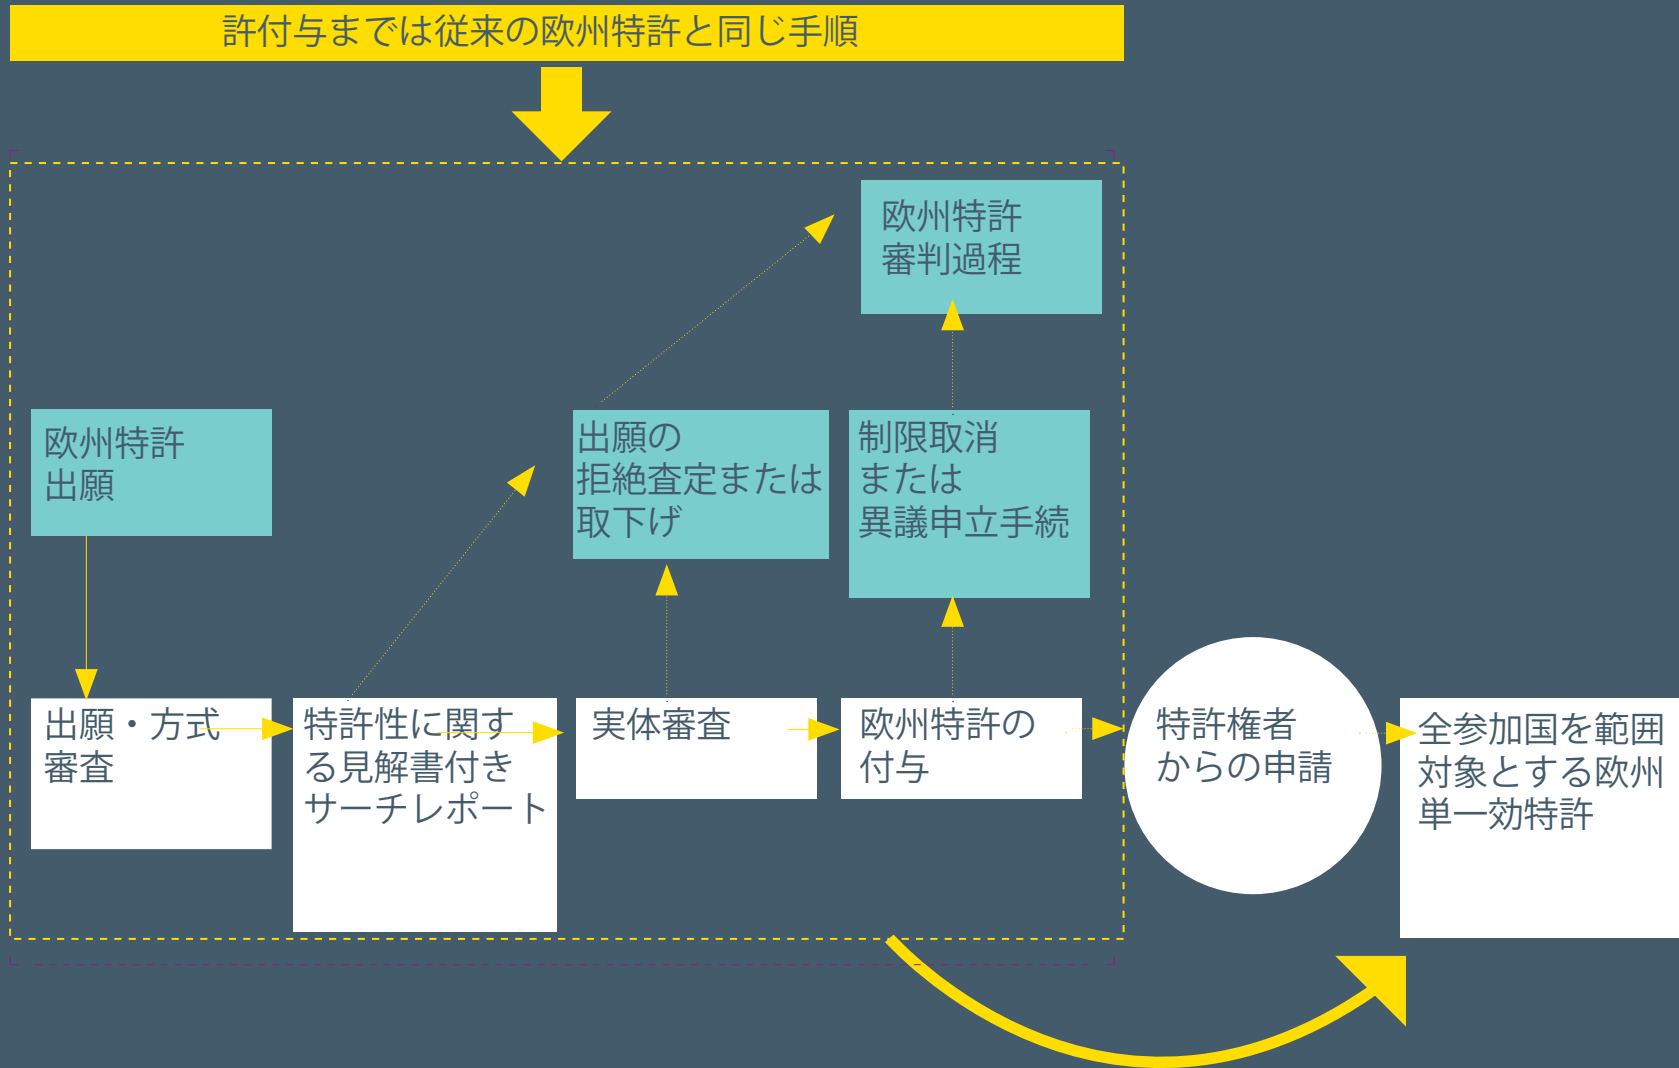 許付与までは従来の欧州特許と同じ手順
欧州特許
審判過程
欧州特許
出願
出願の
拒絶査定または
取下げ
制限取消
または
異議申立手続
出願・方式
審査
特許性に関す
る見解書付き
サーチレポート
実体審査
欧州特許の
付与
特許権者
からの申請
全参加国を範囲
対象とする欧州
単一効特許